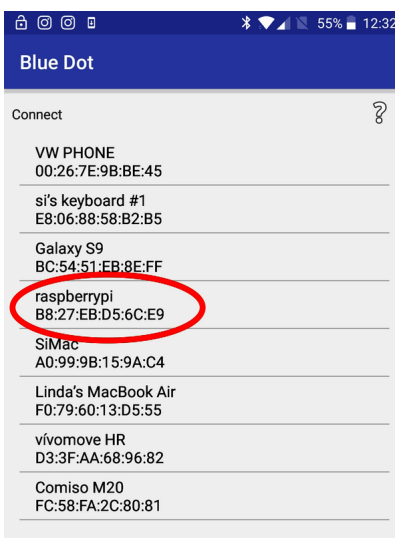 55% 12:32
Blue Dot
Connect
VW PHONE
00:26:7E:9B:BE:45
si's keyboard #1
E8:06:88:58:B2:B5
Galaxy S9
BC:54:51:EB:8E:FF
raspberrypi
B8:27:EB:D5:6C:E9
SiMac
A0:99:9B:15:9A:C4
Linda's MacBook Air
F0:79:60:13:D5:55
vívomove HR
D3:3F:AA:68:96:82
Comiso M20
FC:58:FA:2C:80:81